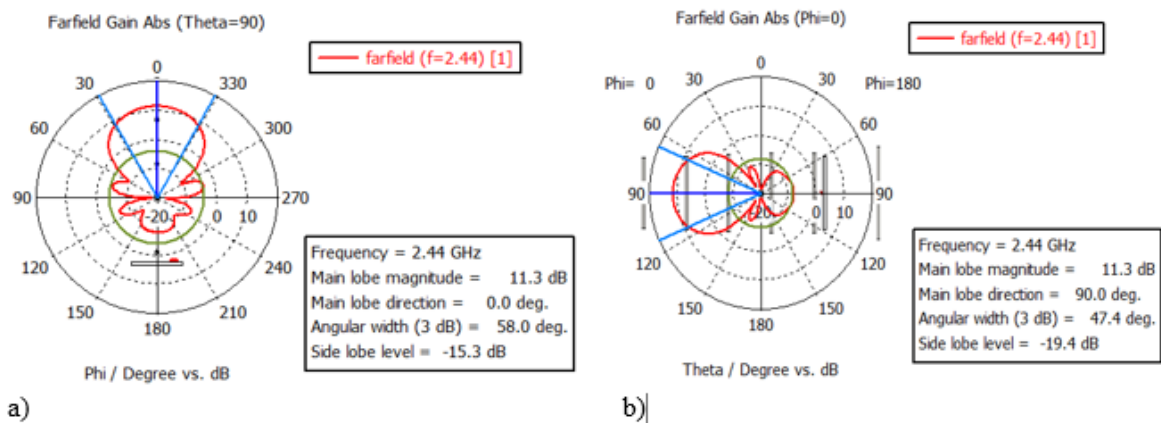 Farfield Gain Abs (Theta=90)
farfield (f=2.44) [1]
0
30
330
60
300
90
-20
0
10
270
120
240
150
210
180
Frequency = 2.44 GHz
Main lobe magnitude = 11.3 dB
Main lobe direction = 0.0 deg.
Angular width (3 dB) = 58.0 deg.
Side lobe level = -15.3 dB
Phi / Degree vs. dB
a)
Farfield Gain Abs (Phi=0)
farfield (f=2.44) [1]
Phi= 0
30
0
30
Phi=180
60
60
90
-20
0
10
90
120
120
150
150
180
Frequency = 2.44 GHz
Main lobe magnitude = 11.3 dB
Main lobe direction = 90.0 deg.
Angular width (3 dB) = 47.4 deg.
Side lobe level = -19.4 dB
Theta / Degree vs. dB
b)